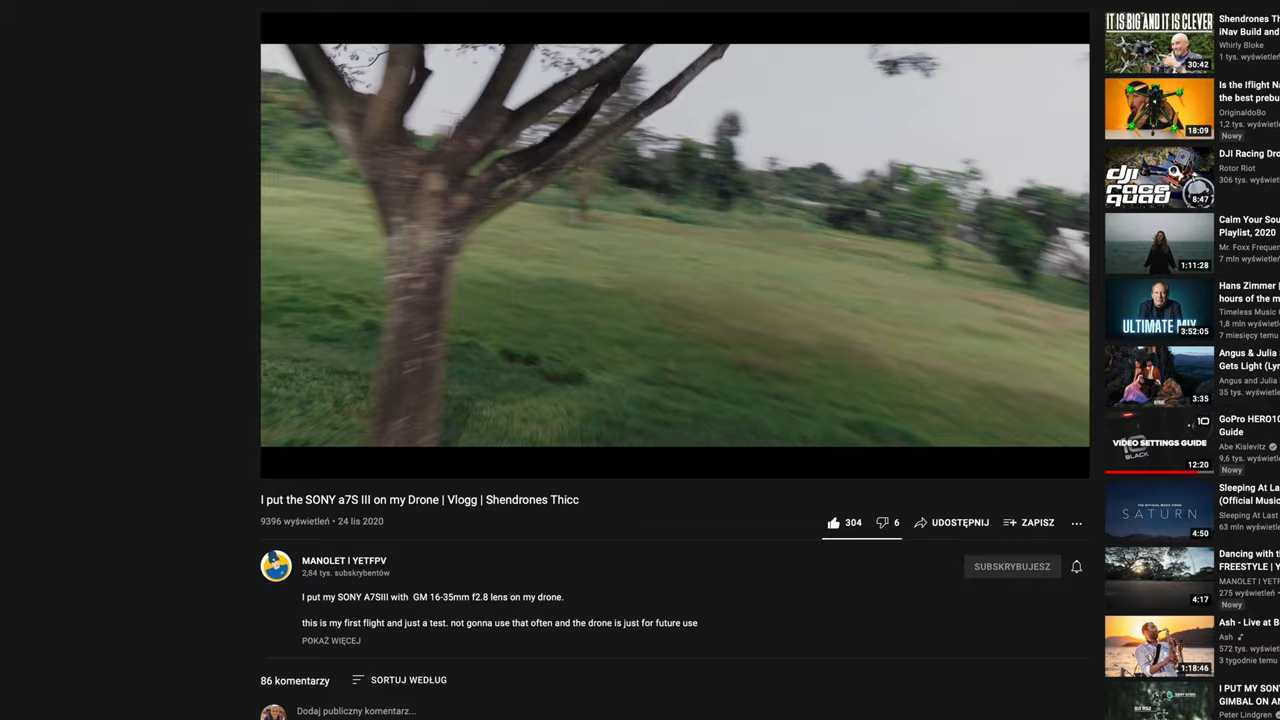 I put the SONY a7S III on my Drone | Vlogg | Shendrones Thicc
9396 wyświetleń • 24 lis 2020
304
6
UDOSTĘPNIJ
ZAPISZ
MANOLET | YETFPV
2,84 tys. subskrybentów
SUBSKRYBUJESZ
I put my SONY A7SIII with GM 16-35mm f2.8 lens on my drone.
this is my first flight and just a test. not gonna use that often and the drone is just for future use
POKAŻ WIĘCEJ
86 komentarzy
SORTUJ WEDŁUG
Dodaj publiczny komentarz...
IT IS BIG AND IT IS CLEVER
30:42
Shendrones Th
iNav Build and
Whirly Bloke
1 tys. wyświetle
18:09
Is the Iflight Na
the best prebu
OriginaldoBo
1,2 tys. wyświet
Nowy
dji
race
quad
8:47
DJI Racing Dro
Rotor Riot
306 tys. wyświet
1:11:28
Calm Your Sou
Playlist, 2020
Mr. Foxx Frequen
7 mln wyświetle
ULTIMATE MIX
3:52:05
Hans Zimmer |
hours of the m
Timeless Music
1,8 mln wyświetl
7 miesięcy temu
3:35
Angus & Julia
Gets Light (Lyr
Angus and Julia
35 tys. wyświetl
10
VIDEO SETTINGS GUIDE
10
BLACK
12:20
GoPro HERO10
Guide
Abe Kislevitz
9,6 tys. wyświetl
Nowy
SATURN
4:50
Sleeping At La
(Official Music
Sleeping At Last
63 mln wyświetl
4:17
Dancing with t
FREESTYLE | Y
MANOLET | YETF
275 wyświetleń •
Nowy
1:18:46
Ash - Live at B
Ash
572 tys. wyświetl
3 tygodnie temu
I PUT MY SON
GIMBAL ON A
Peter Lindgren